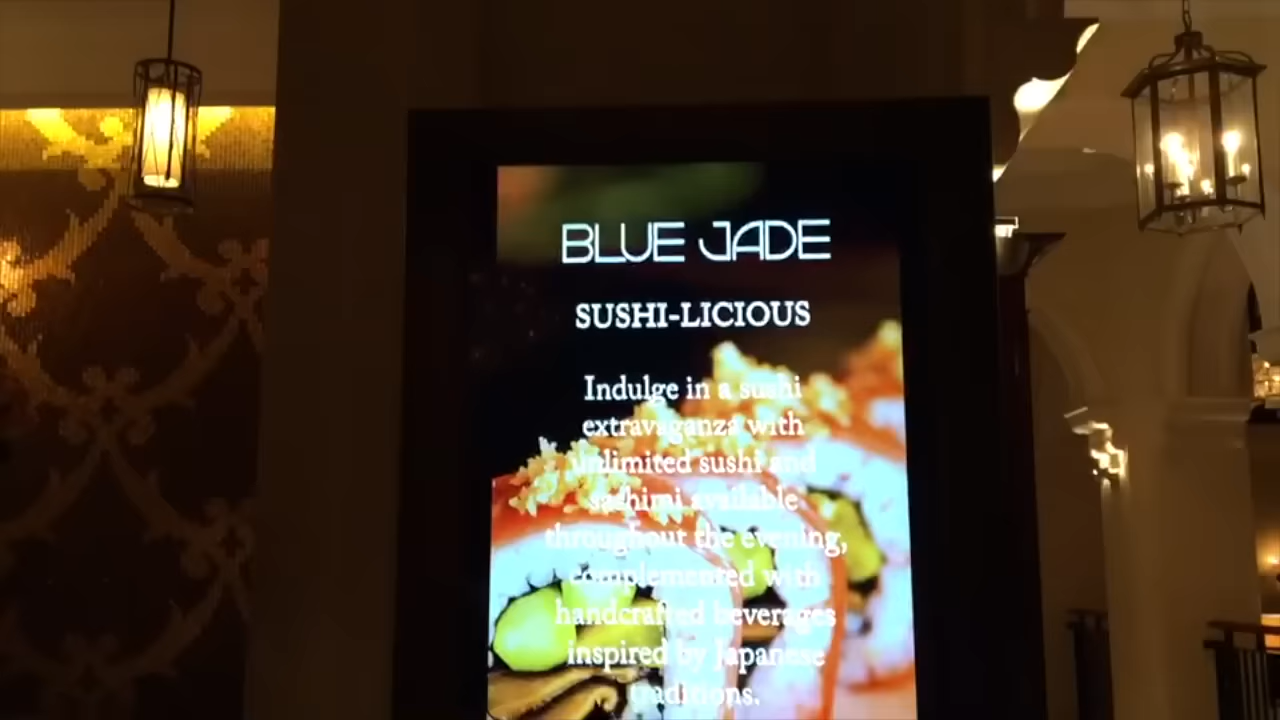 BLUE JADE
SUSHI-LICIOUS
Indulge in a sushi
extravaganza with
unlimited sushi and
sashimi available
throughout the evening,
complemented with
handcrafted beverages
inspired by Japanese
traditions.